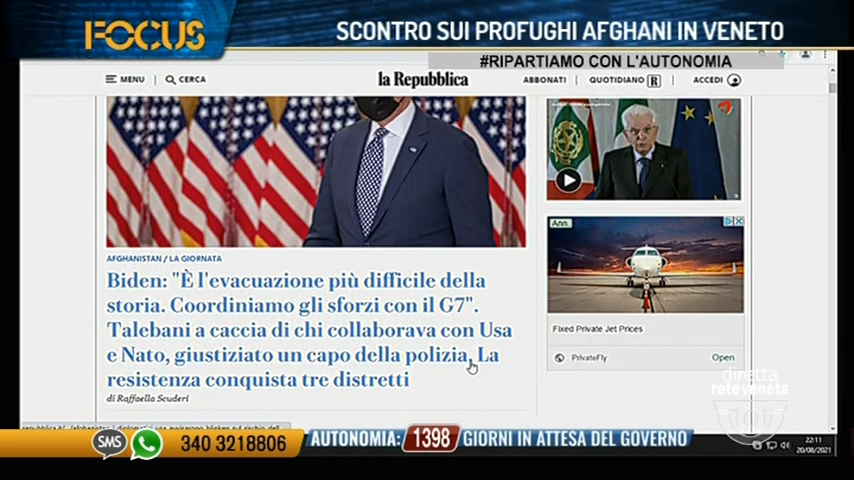 FOCUS
SCONTRO SUI PROFUGHI AFGHANI IN VENETO
#RIPARTIAMO CON L'AUTONOMIA
MENU
CERCA
la Repubblica
ABBONATI
QUOTIDIANO R
ACCEDI
AFGHANISTAN / LA GIORNATA
Biden: "È l'evacuazione più difficile della
storia. Coordiniamo gli sforzi con il G7".
Talebani a caccia di chi collaborava con Usa
e Nato, giustiziato un capo della polizia. La
resistenza conquista tre distretti
di Raffaella Scuderi
Ann.
Fixed Private Jet Prices
PrivateFly
Open
diretta
reteveneta
SMS
340 3218806
AUTONOMIA: 1398 GIORNI IN ATTESA DEL GOVERNO
22:11
20/08/2021